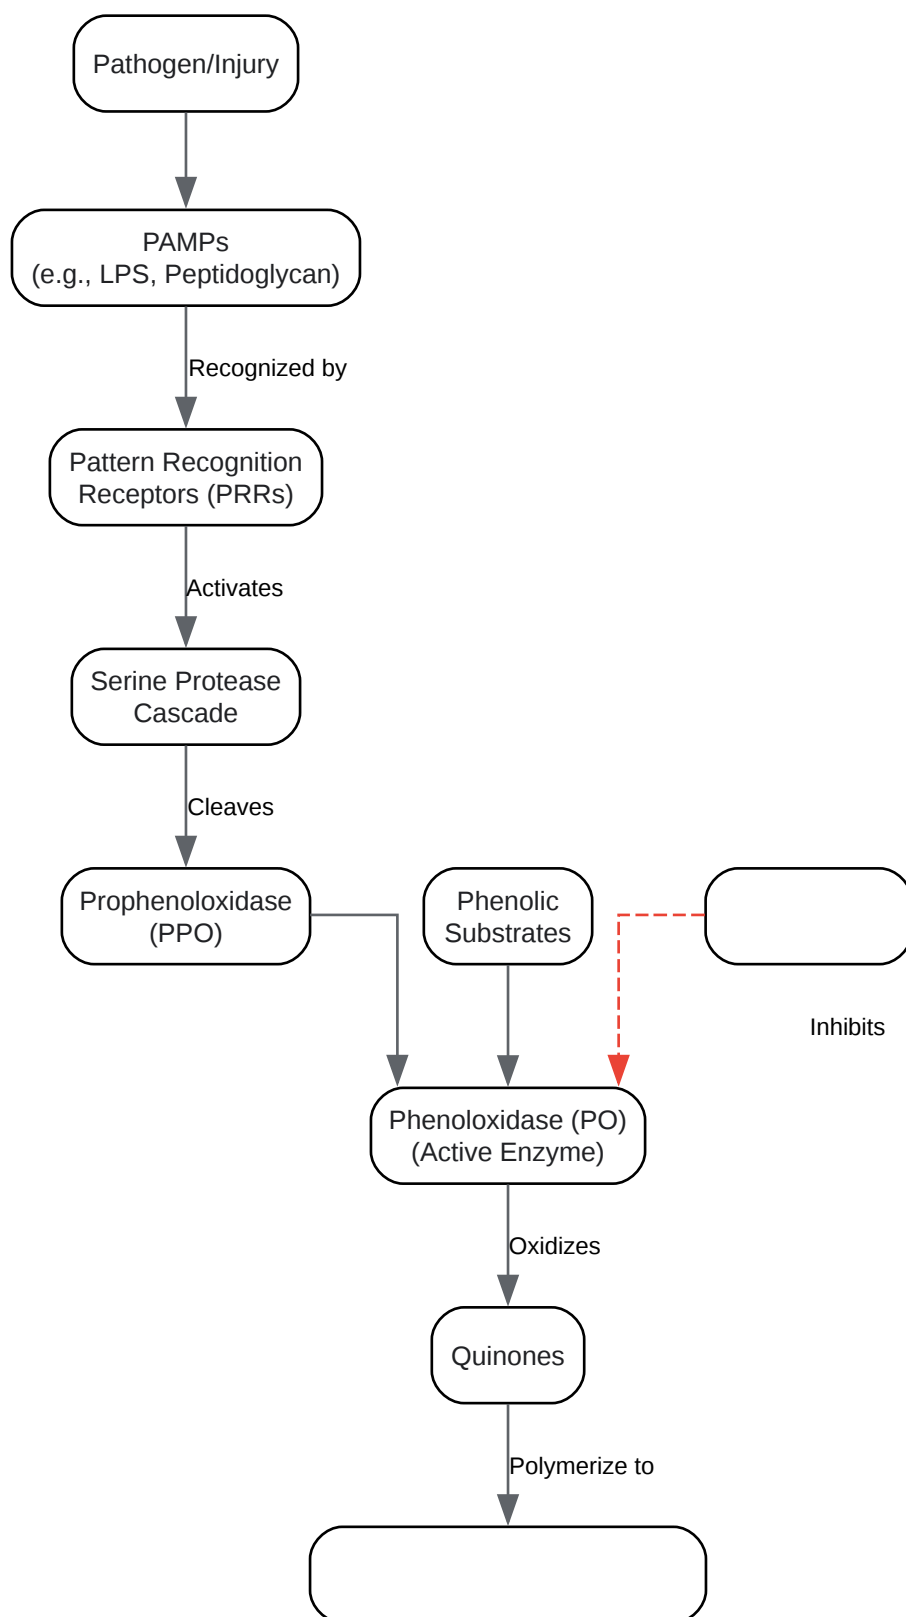 Pathogen/Injury
PAMPs
(e.g., LPS, Peptidoglycan)
Recognized by
Pattern Recognition
Receptors (PRRs)
Activates
Serine Protease
Cascade
Cleaves
Prophenoloxidase
(PPO)
Phenolic
Substrates
Inhibits
Phenoloxidase (PO)
(Active Enzyme)
Oxidizes
Quinones
Polymerize to